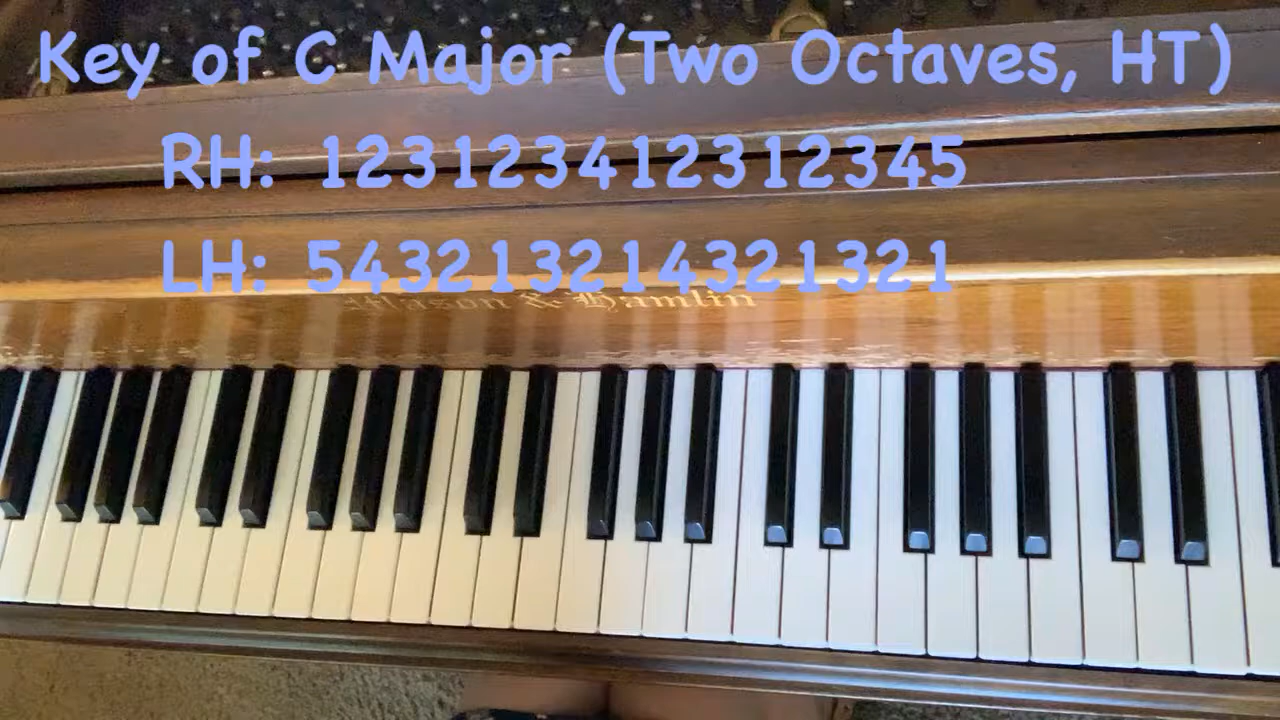 Key of C Major (Two Octaves, HT)
RH: 123123412312345
LH: 543213214321321
Mason & Hamlin